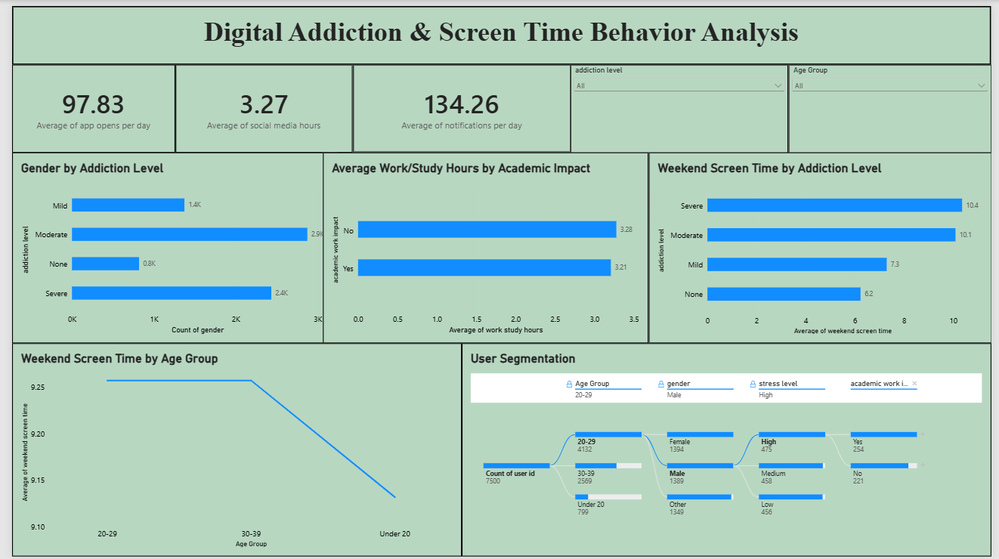 Digital Addiction & Screen Time Behavior Analysis
97.83
Average of app opens per day
3.27
Average of social media hours
134.26
Average of notifications per day
addiction level
All
Age Group
All
Gender by Addiction Level
addiction level
Mild
1.4K
Moderate
2.9K
None
0.8K
Severe
2.4K
0K 1K 2K 3K
Count of gender
Average Work/Study Hours by Academic Impact
academic work impact
No
3.28
Yes
3.21
0.0 0.5 1.0 1.5 2.0 2.5 3.0 3.5
Average of work study hours
Weekend Screen Time by Addiction Level
addiction level
Severe
10.4
Moderate
10.1
Mild
7.3
None
6.2
0 2 4 6 8 10
Average of weekend screen time
Weekend Screen Time by Age Group
Average of weekend screen time
9.25
9.20
9.15
9.10
20-29 30-39 Under 20
Age Group
User Segmentation
Age Group
20-29
gender
Male
stress level
High
academic work i...
Count of user id
7500
20-29
4132
30-39
2569
Under 20
799
Female
1394
Male
1389
Other
1349
High
475
Medium
458
Low
456
Yes
254
No
221